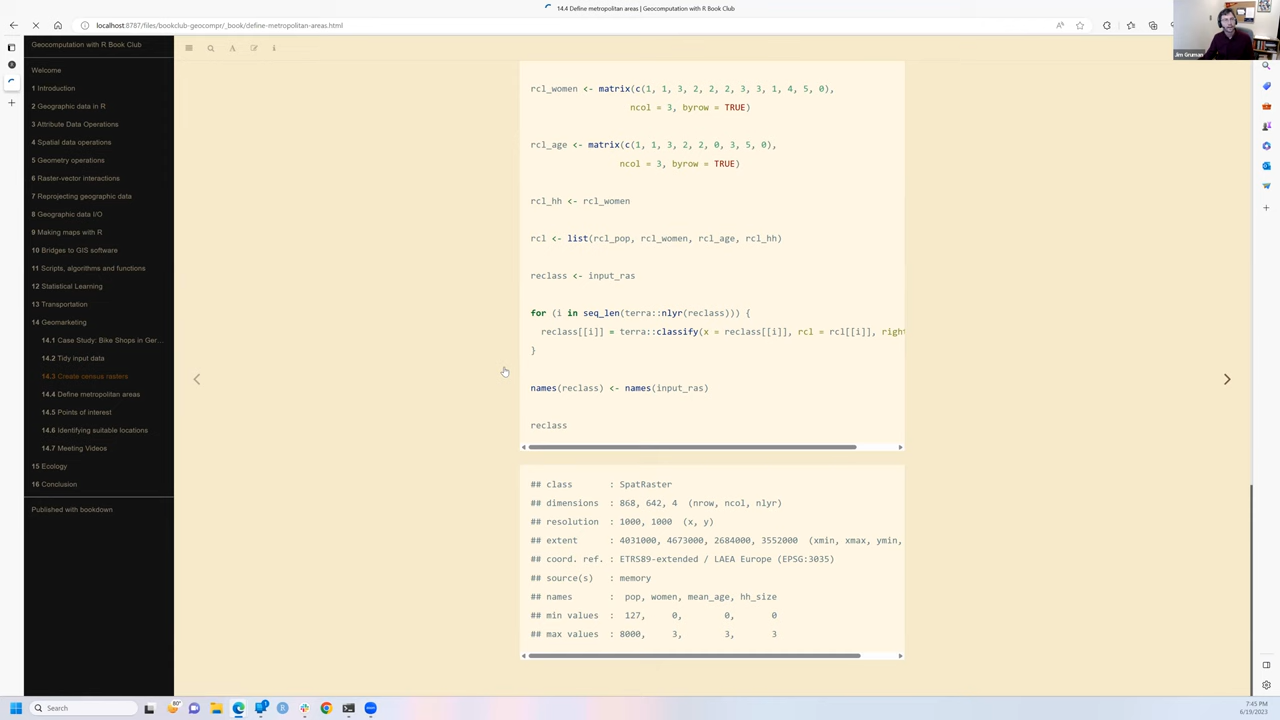 14.4 Define metropolitan areas | Geocomputation with R Book Club
localhost:8787/files/bookclub-geocompr/_book/define-metropolitan-areas.html
Geocomputation with R Book Club
Welcome
1 Introduction
2 Geographic data in R
3 Attribute Data Operations
4 Spatial data operations
5 Geometry operations
6 Raster-vector interactions
7 Reprojecting geographic data
8 Geographic data I/O
9 Making maps with R
10 Bridges to GIS software
11 Scripts, algorithms and functions
12 Statistical Learning
13 Transportation
14 Geomarketing
14.1 Case Study: Bike Shops in Ger...
14.2 Tidy input data
14.3 Create census rasters
14.4 Define metropolitan areas
14.5 Points of interest
14.6 Identifying suitable locations
14.7 Meeting Videos
15 Ecology
16 Conclusion
Published with bookdown
rcl_women <- matrix(c(1, 1, 3, 2, 2, 2, 3, 3, 1, 4, 5, 0),
ncol = 3, byrow = TRUE)
rcl_age <- matrix(c(1, 1, 3, 2, 2, 0, 3, 5, 0),
ncol = 3, byrow = TRUE)
rcl_hh <- rcl_women
rcl <- list(rcl_pop, rcl_women, rcl_age, rcl_hh)
reclass <- input_ras
for (i in seq_len(terra::nlyr(reclass))) {
reclass[[i]] = terra::classify(x = reclass[[i]], rcl = rcl[[i]], right
}
names(reclass) <- names(input_ras)
reclass
## class : SpatRaster
## dimensions : 868, 642, 4 (nrow, ncol, nlyr)
## resolution : 1000, 1000 (x, y)
## extent : 4031000, 4673000, 2684000, 3552000 (xmin, xmax, ymin,
## coord. ref. : ETRS89-extended / LAEA Europe (EPSG:3035)
## source(s) : memory
## names : pop, women, mean_age, hh_size
## min values : 127, 0, 0, 0
## max values : 8000, 3, 3, 3
Jim Gruman
Search
80°
7:45 PM
6/19/2023